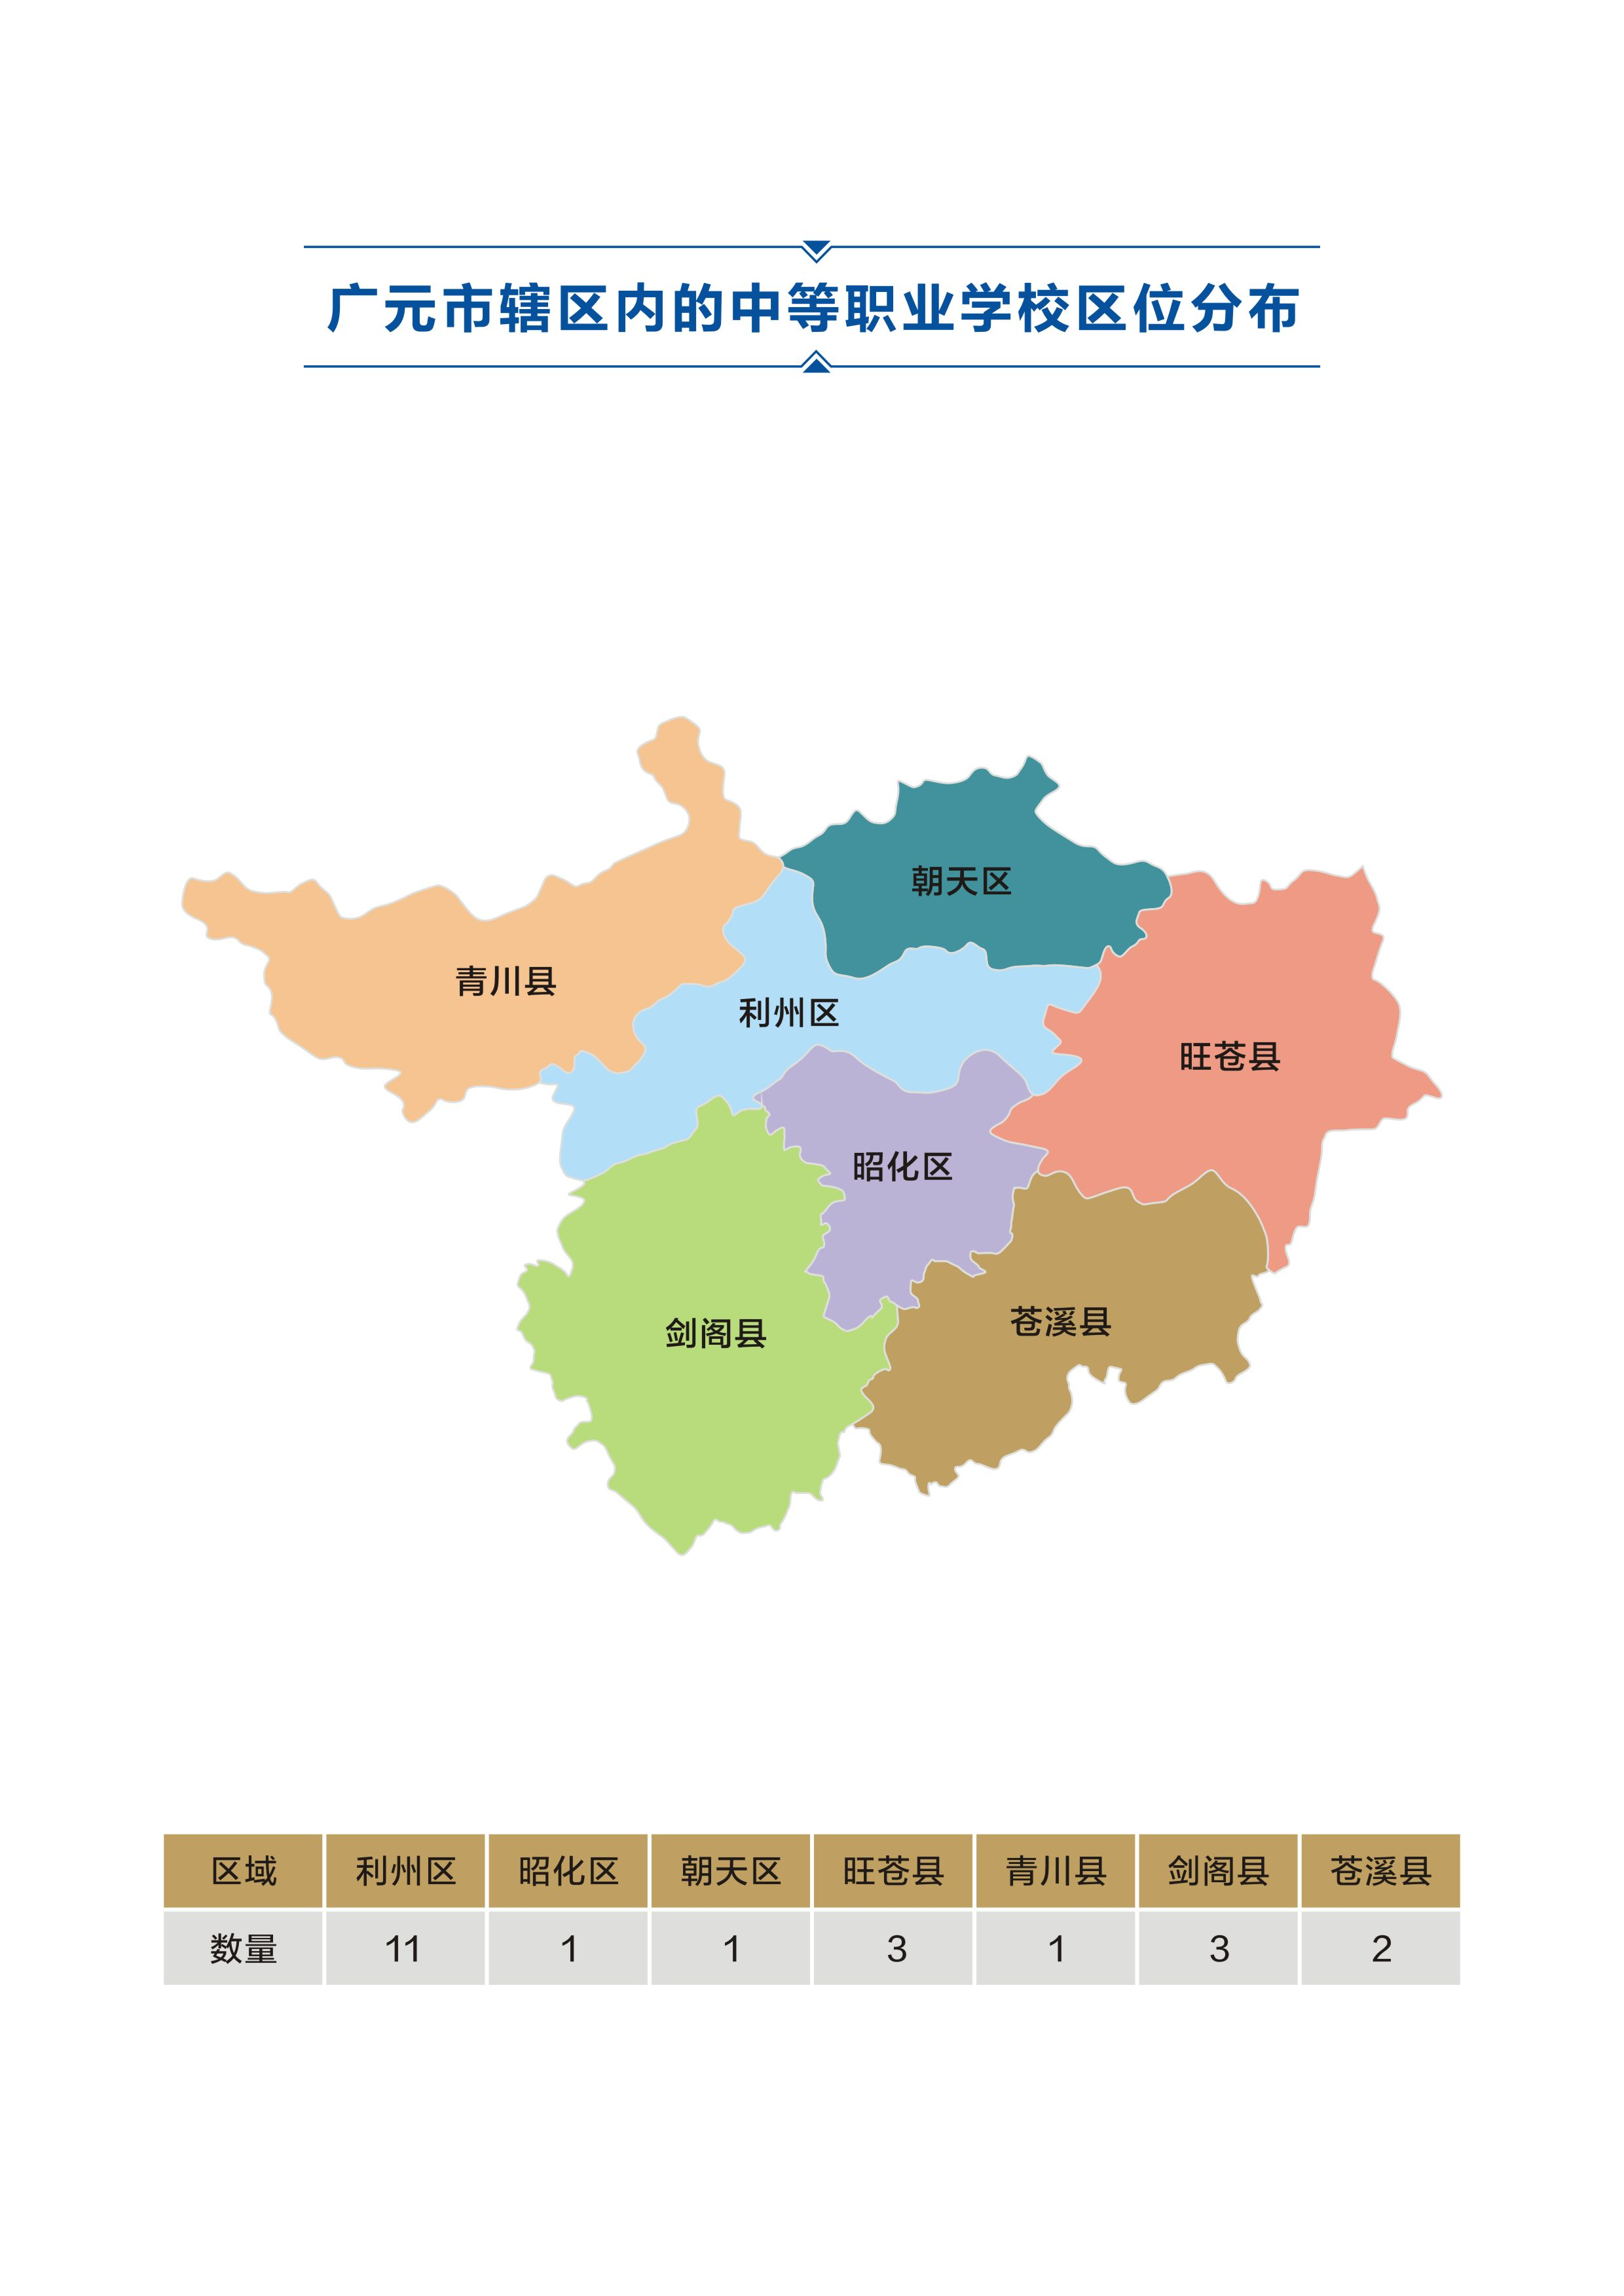 广元市辖区内的中等职业学校区位分布
朝天区
青川县
利州区
旺苍县
昭化区
苍溪县
剑阁县
区域 利州区 昭化区 朝天区 旺苍县 青川县 剑阁县 苍溪县
数量 11 1 1 3 1 3 2